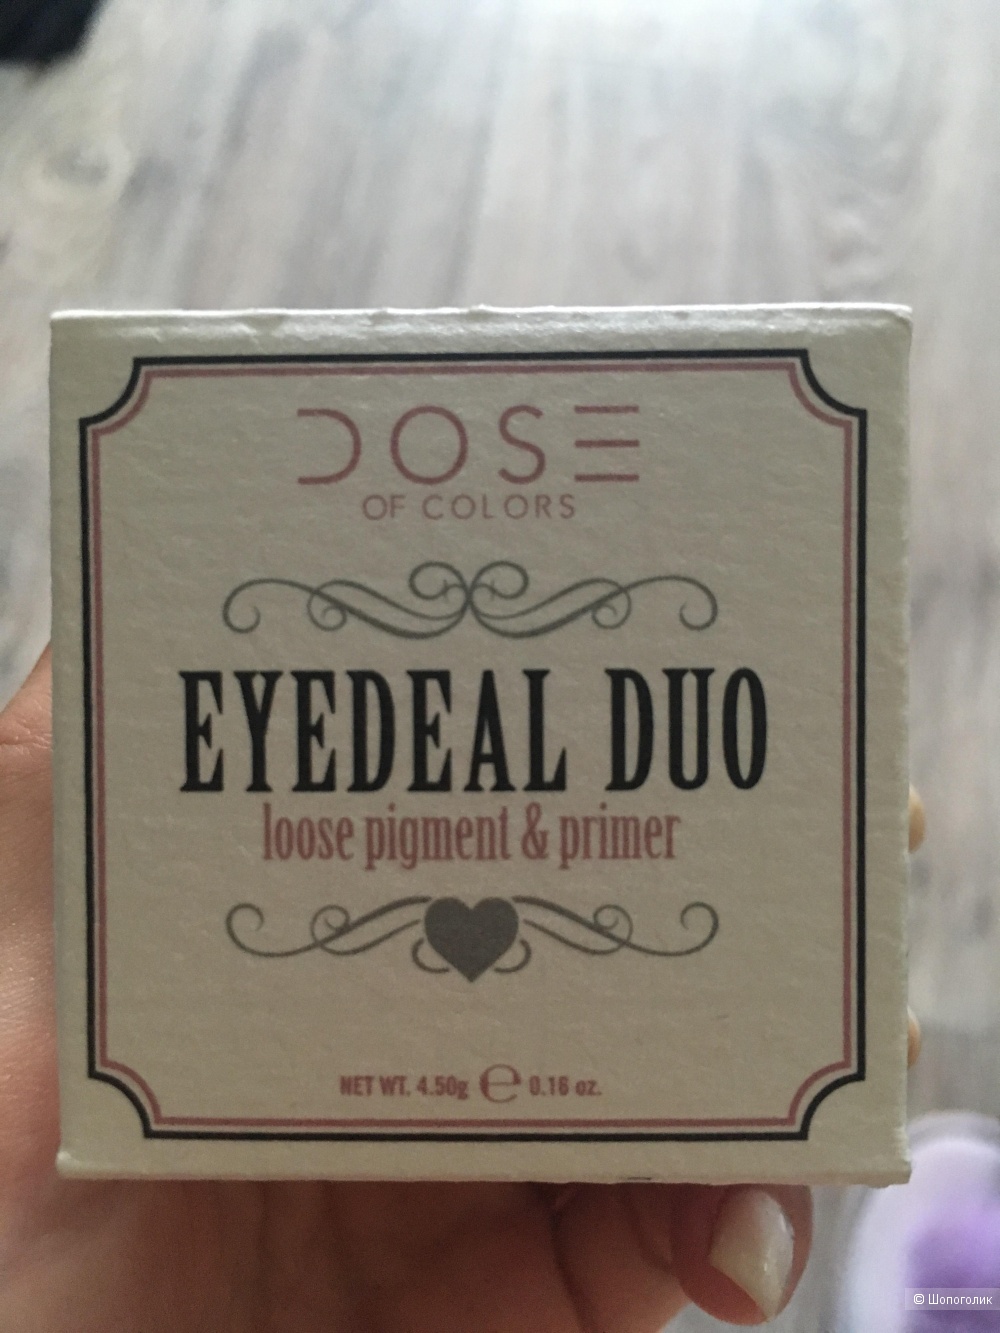 DOSE
OF COLORS
EYEDEAL DUO
loose pigment & primer
NET WT. 4.50g ℮ 0.16 oz.
© Шопоголик